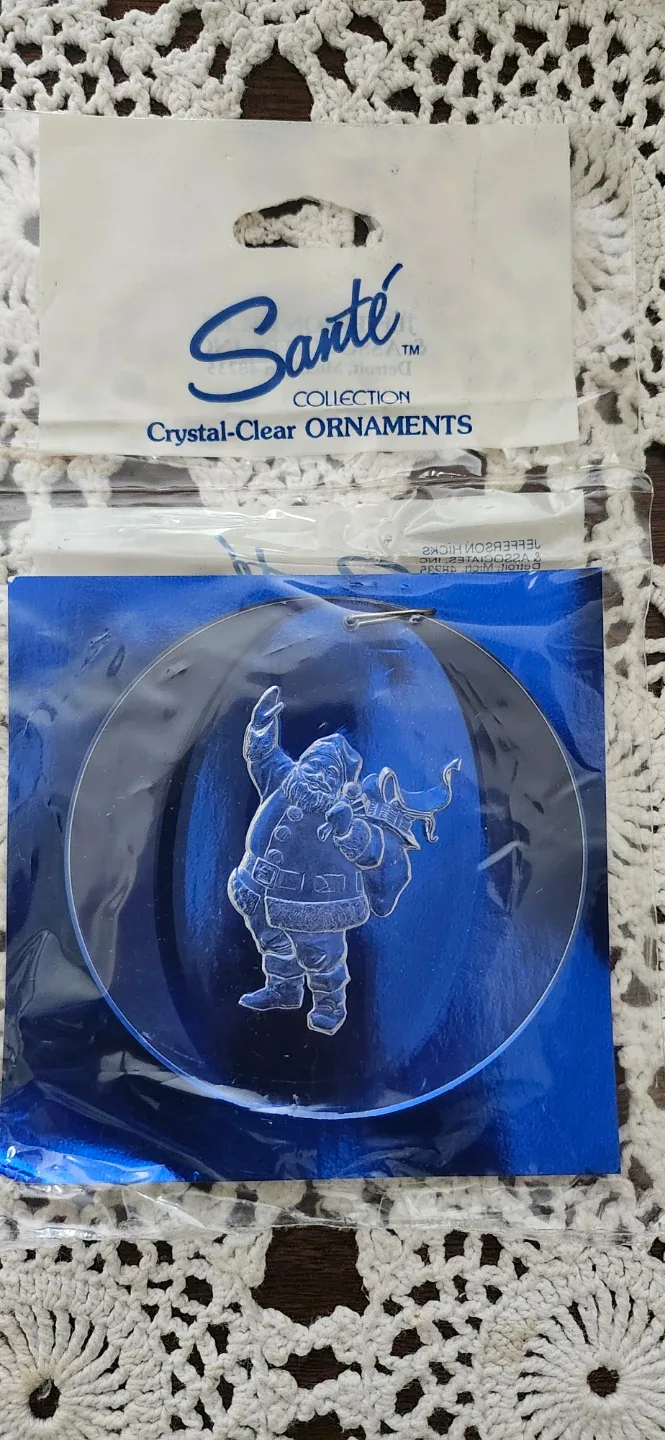 Santé™
COLLECTION
Crystal-Clear ORNAMENTS
JEFFERSON HICKS
& ASSOCIATES, INC.
Detroit, Mich. 48235